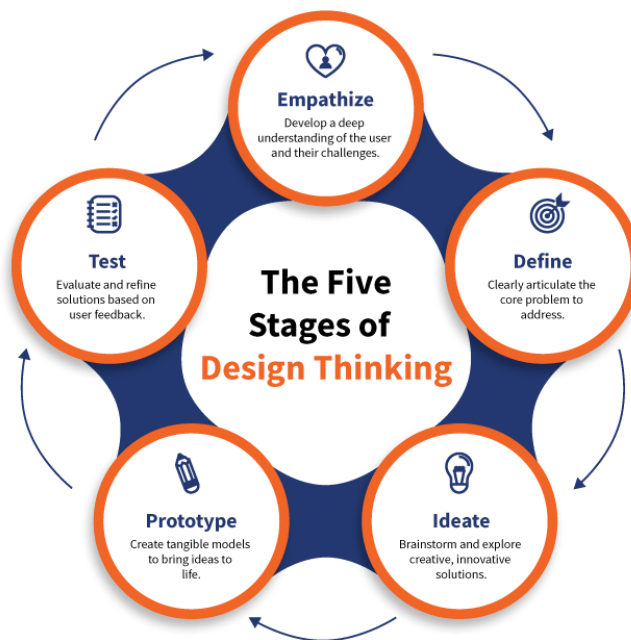 Empathize
Develop a deep
understanding of the user
and their challenges.
Define
Clearly articulate the
core problem to
address.
Ideate
Brainstorm and explore
creative, innovative
solutions.
Prototype
Create tangible models
to bring ideas to
life.
Test
Evaluate and refine
solutions based on
user feedback.
The Five
Stages of
Design Thinking